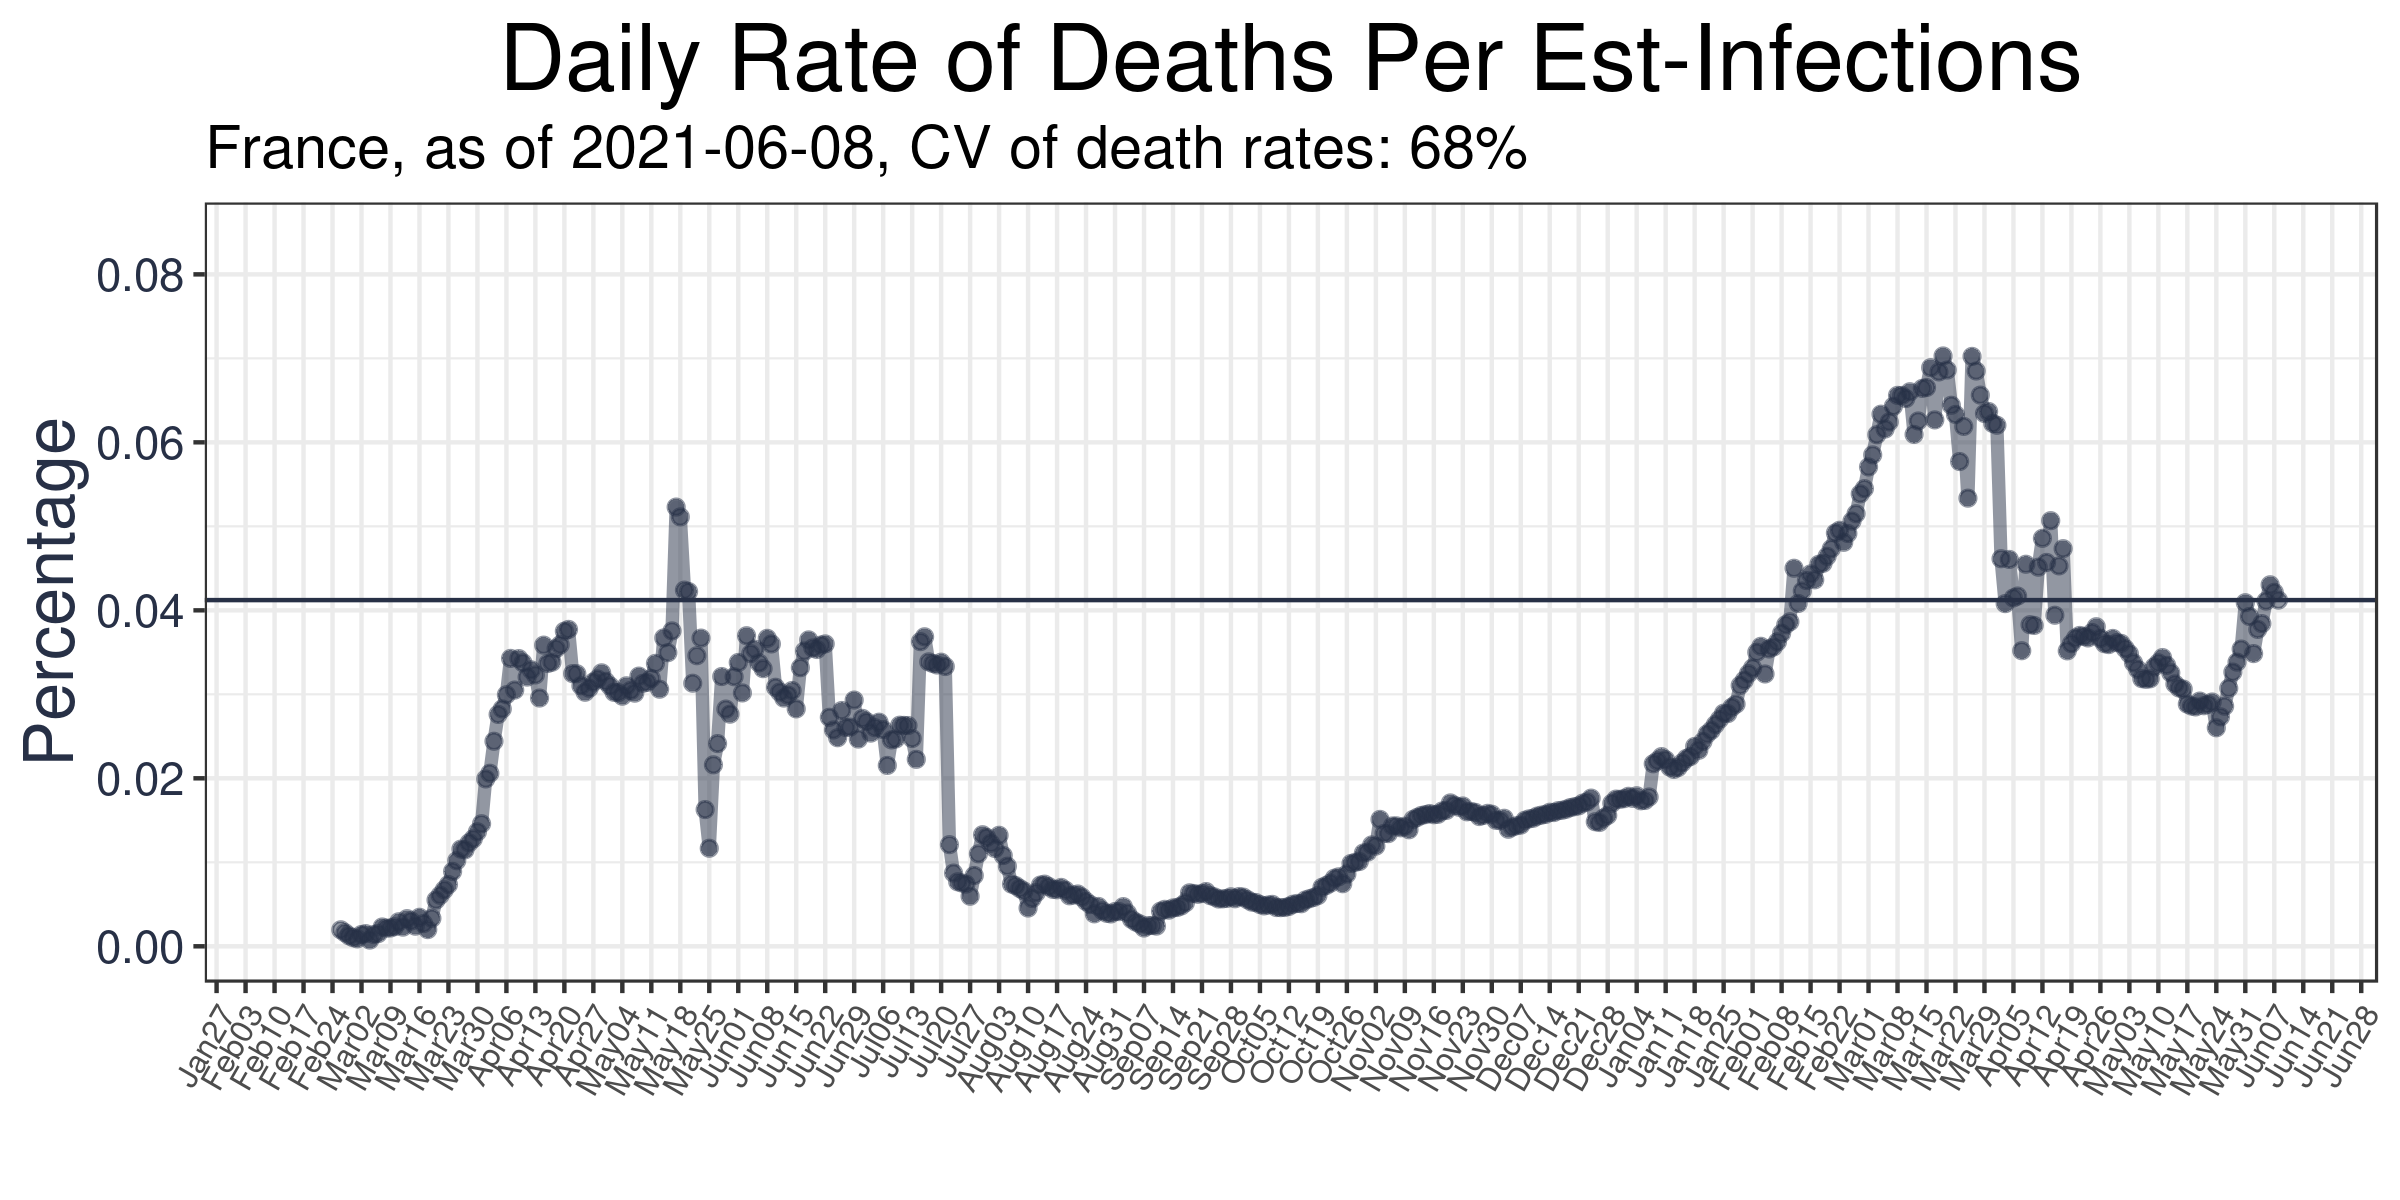 Daily Rate of Deaths Per Est-Infections
France, as of 2021-06-08, CV of death rates: 68%
Percentage
0.08
0.06
0.04
0.02
0.00
Jan27
Feb03
Feb10
Feb17
Feb24
Mar02
Mar09
Mar16
Mar23
Mar30
Apr06
Apr13
Apr20
Apr27
May04
May11
May18
May25
Jun01
Jun08
Jun15
Jun22
Jun29
Jul06
Jul13
Jul20
Jul27
Aug03
Aug10
Aug17
Aug24
Aug31
Sep07
Sep14
Sep21
Sep28
Oct05
Oct12
Oct19
Oct26
Nov02
Nov09
Nov16
Nov23
Nov30
Dec07
Dec14
Dec21
Dec28
Jan04
Jan11
Jan18
Jan25
Feb01
Feb08
Feb15
Feb22
Mar01
Mar08
Mar15
Mar22
Mar29
Apr05
Apr12
Apr19
Apr26
May03
May10
May17
May24
May31
Jun07
Jun14
Jun21
Jun28